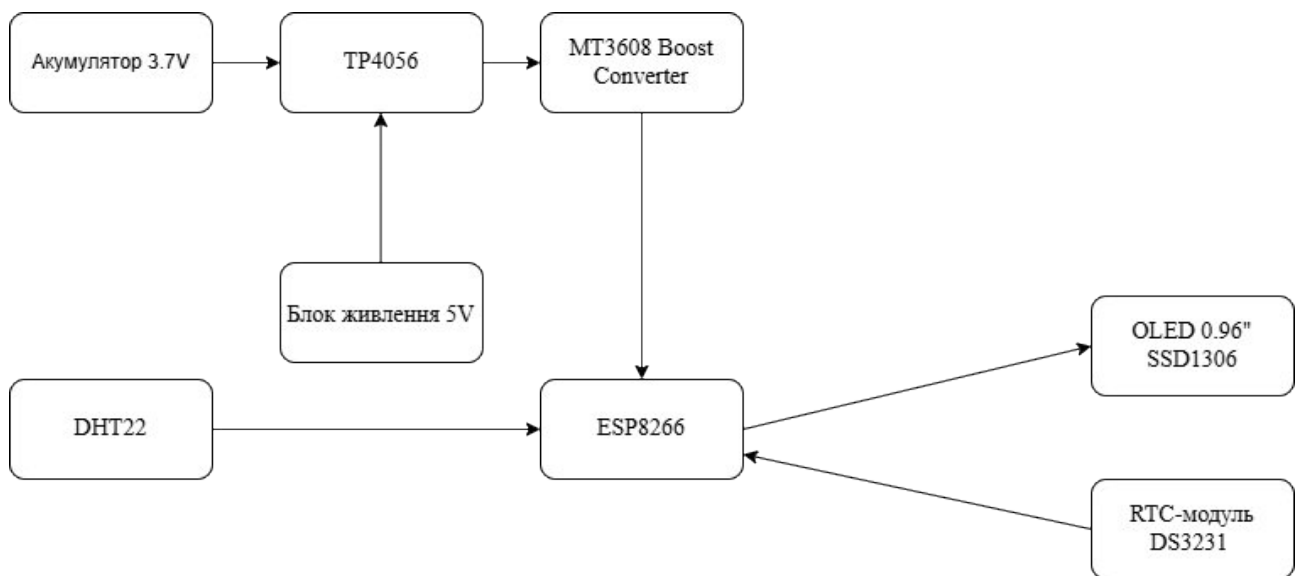 Акумулятор 3.7V
TP4056
MT3608 Boost
Converter
Блок живлення 5V
OLED 0.96"
SSD1306
DHT22
ESP8266
RTC-модуль
DS3231